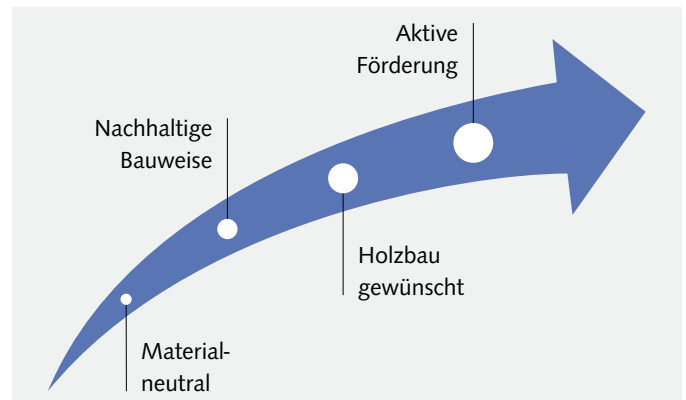 Aktive
Förderung
Nachhaltige
Bauweise
Holzbau
gewünscht
Material-
neutral